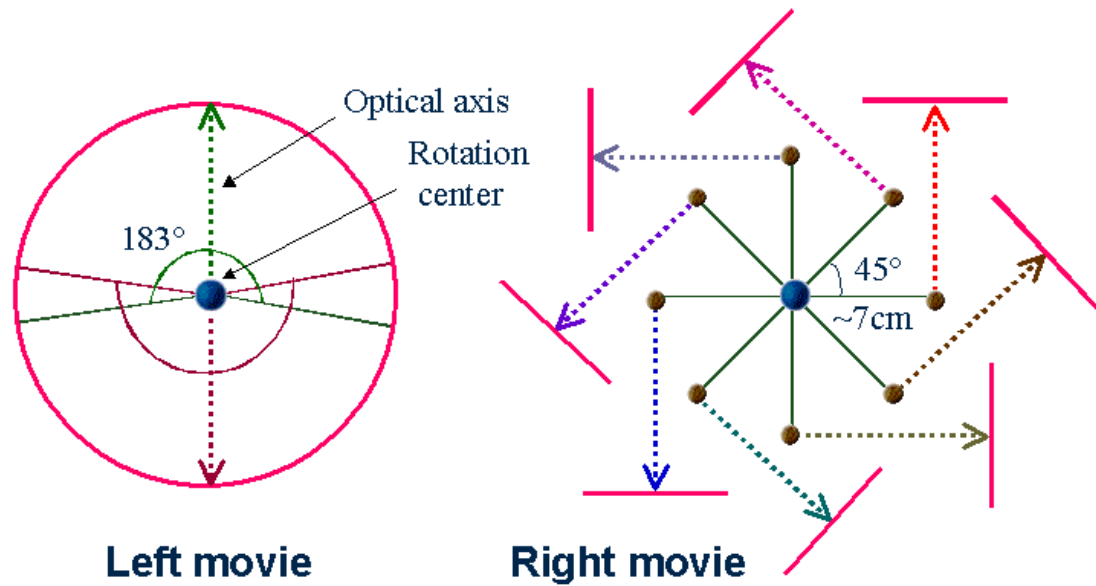 Optical axis
Rotation
center
183°
45°
~7cm
Left movie
Right movie